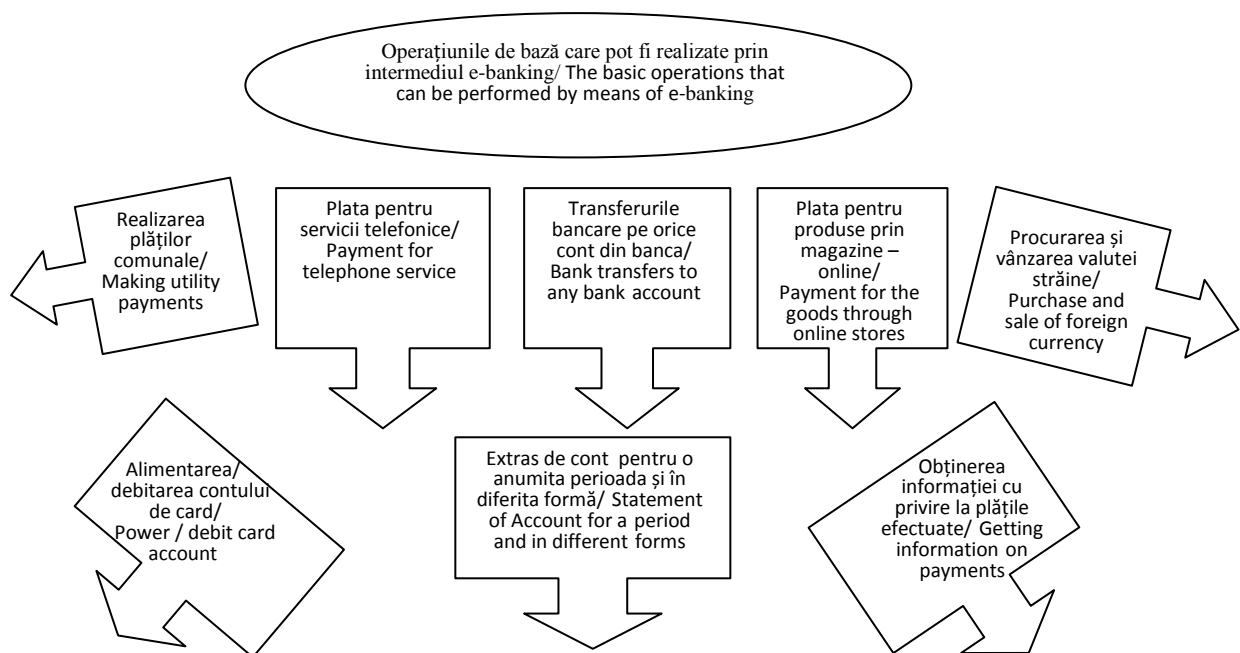 Operațiunile de bază care pot fi realizate prin
intermediul e-banking/ The basic operations that
can be performed by means of e-banking
Realizarea
plăților
comunale/
Making utility
payments
Plata pentru
servicii telefonice/
Payment for
telephone service
Transferurile
bancare pe orice
cont din banca/
Bank transfers to
any bank account
Plata pentru
produse prin
magazine –
online/
Payment for the
goods through
online stores
Procurarea și
vânzarea valutei
străine/
Purchase and
sale of foreign
currency
Alimentarea/
debitarea contului
de card/
Power / debit card
account
Extras de cont pentru o
anumita perioada și în
diferita formă/ Statement
of Account for a period
and in different forms
Obținerea
informației cu
privire la plățile
efectuate/ Getting
information on
payments